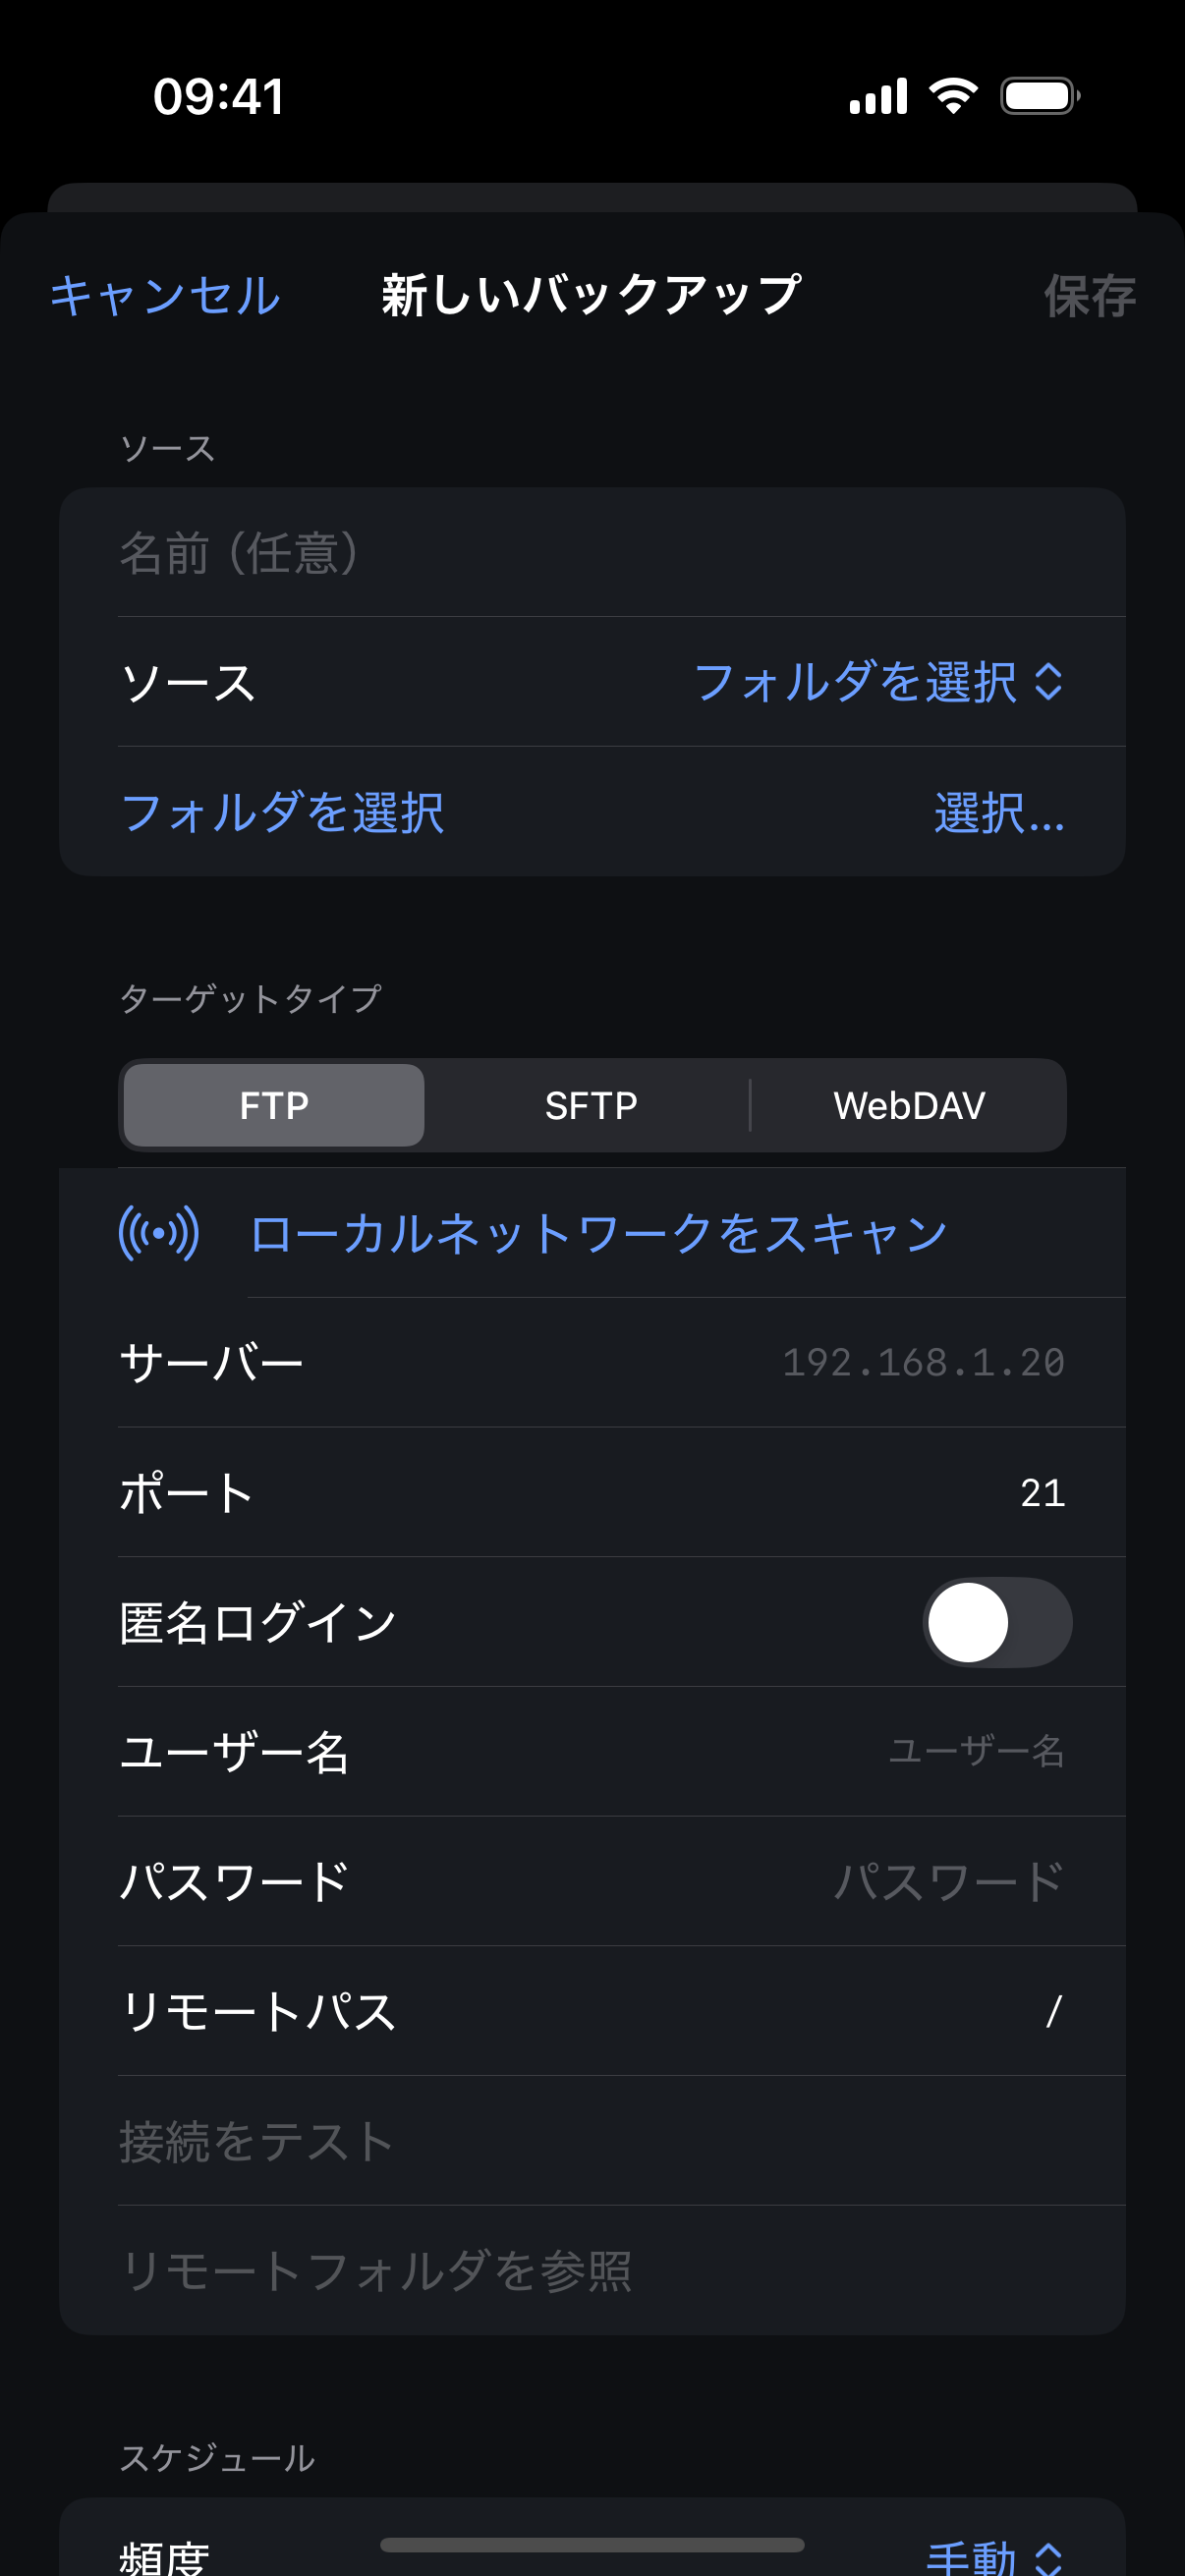 09:41
キャンセル 新しいバックアップ 保存
ソース
名前（任意）
ソース フォルダを選択
フォルダを選択 選択...
ターゲットタイプ
FTP SFTP WebDAV
ローカルネットワークをスキャン
サーバー 192.168.1.20
ポート 21
匿名ログイン
ユーザー名 ユーザー名
パスワード パスワード
リモートパス /
接続をテスト
リモートフォルダを参照
スケジュール
頻度 手動